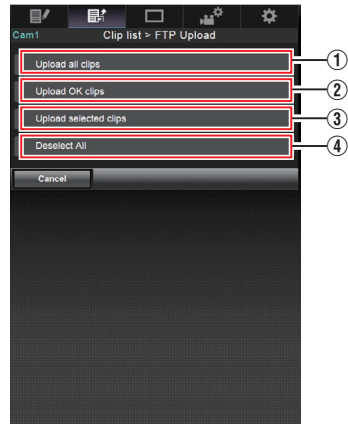 Cam1 Clip list > FTP Upload
Upload all clips ①
Upload OK clips ②
Upload selected clips ③
Deselect All ④
Cancel